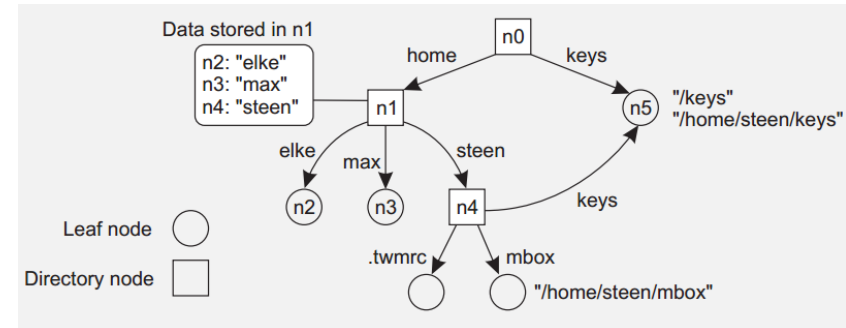 Data stored in n1
n2: "elke"
n3: "max"
n4: "steen"
n0
home
keys
n1
n5
"/keys"
"/home/steen/keys"
elke
max
steen
n2
n3
n4
keys
Leaf node
.twmrc
mbox
Directory node
"/home/steen/mbox"